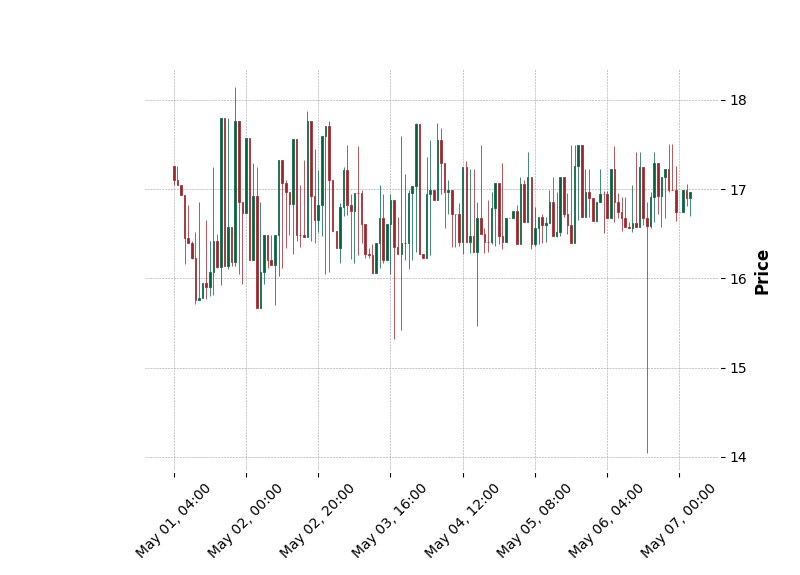 18
17
16
15
14
Price
May 01, 04:00
May 02, 00:00
May 02, 20:00
May 03, 16:00
May 04, 12:00
May 05, 08:00
May 06, 04:00
May 07, 00:00